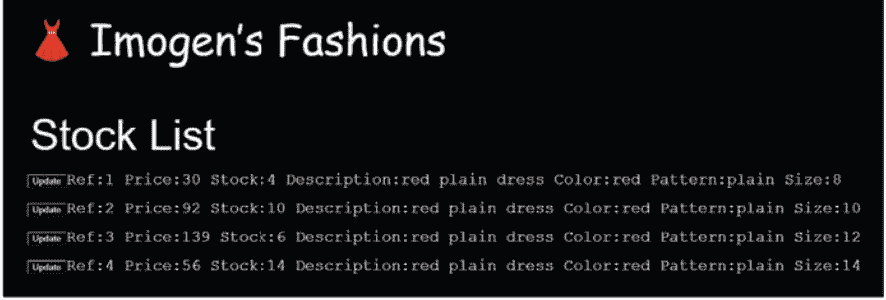 Imogen's Fashions
Stock List
Update Ref:1 Price:30 Stock:4 Description:red plain dress Color:red Pattern:plain Size:8
Update Ref:2 Price:92 Stock:10 Description:red plain dress Color:red Pattern:plain Size:10
Update Ref:3 Price:139 Stock:6 Description:red plain dress Color:red Pattern:plain Size:12
Update Ref:4 Price:56 Stock:14 Description:red plain dress Color:red Pattern:plain Size:14